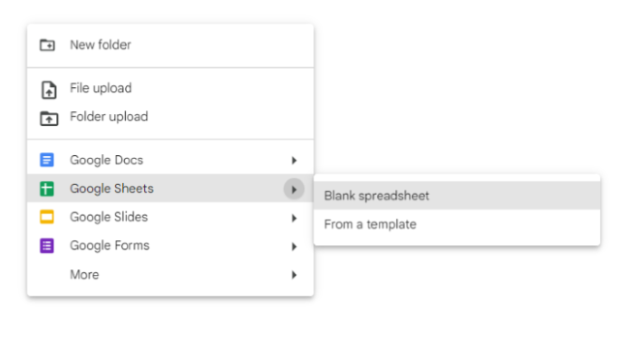 New folder
File upload
Folder upload
Google Docs
Google Sheets
Blank spreadsheet
Google Slides
From a template
Google Forms
More